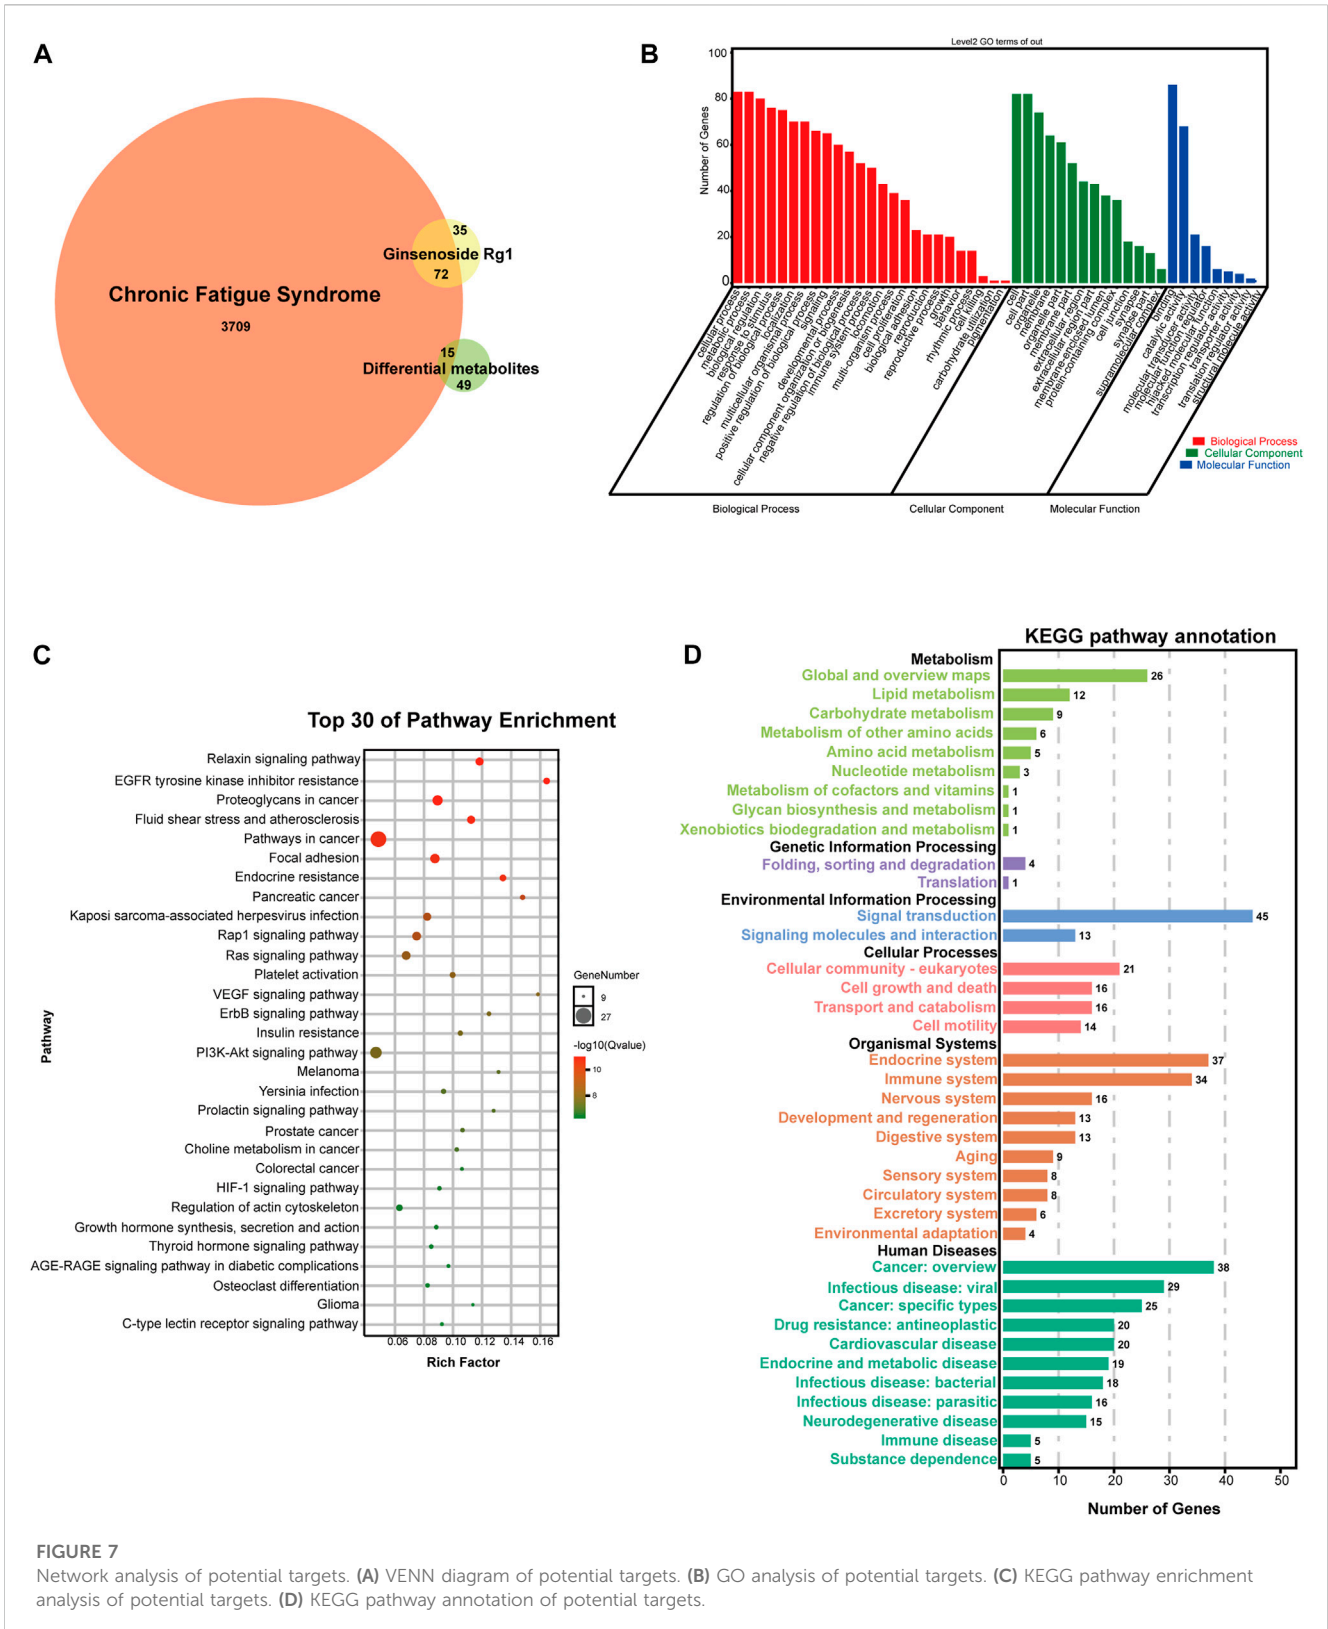 A
Chronic Fatigue Syndrome
3709
35
Ginsenoside Rg1
72
15
Differential metabolites
49
B
Level2 GO terms of out
Number of Genes
100
80
60
40
20
0
cellular process
metabolic process
biological regulation
response to stimulus
regulation of biological process
localization
multicellular organismal process
positive regulation of biological process
signaling
developmental process
cellular component organization or biogenesis
negative regulation of biological process
immune system process
locomotion
multi-organism process
cell proliferation
biological adhesion
reproduction
reproductive process
growth
behavior
rhythmic process
cell killing
carbohydrate utilization
pigmentation
cell
cell part
organelle
membrane
organelle part
membrane part
extracellular region
extracellular region part
membrane-enclosed lumen
protein-containing complex
cell junction
synapse
synapse part
supramolecular complex
binding
catalytic activity
molecular transducer activity
molecular function regulator
hijacked molecular function
transcription regulator activity
transporter activity
translation regulator activity
structural molecule activity
Biological Process
Cellular Component
Molecular Function
Biological Process
Cellular Component
Molecular Function
C
Top 30 of Pathway Enrichment
Pathway
Relaxin signaling pathway
EGFR tyrosine kinase inhibitor resistance
Proteoglycans in cancer
Fluid shear stress and atherosclerosis
Pathways in cancer
Focal adhesion
Endocrine resistance
Pancreatic cancer
Kaposi sarcoma-associated herpesvirus infection
Rap1 signaling pathway
Ras signaling pathway
Platelet activation
VEGF signaling pathway
ErbB signaling pathway
Insulin resistance
PI3K-Akt signaling pathway
Melanoma
Yersinia infection
Prolactin signaling pathway
Prostate cancer
Choline metabolism in cancer
Colorectal cancer
HIF-1 signaling pathway
Regulation of actin cytoskeleton
Growth hormone synthesis, secretion and action
Thyroid hormone signaling pathway
AGE-RAGE signaling pathway in diabetic complications
Osteoclast differentiation
Glioma
C-type lectin receptor signaling pathway
0.06 0.08 0.10 0.12 0.14 0.16
Rich Factor
GeneNumber
9
27
-log10(Qvalue)
10
8
D
KEGG pathway annotation
Metabolism
Global and overview maps 26
Lipid metabolism 12
Carbohydrate metabolism 9
Metabolism of other amino acids 6
Amino acid metabolism 5
Nucleotide metabolism 3
Metabolism of cofactors and vitamins 1
Glycan biosynthesis and metabolism 1
Xenobiotics biodegradation and metabolism 1
Genetic Information Processing
Folding, sorting and degradation 4
Translation 1
Environmental Information Processing
Signal transduction 45
Signaling molecules and interaction 13
Cellular Processes
Cellular community - eukaryotes 21
Cell growth and death 16
Transport and catabolism 16
Cell motility 14
Organismal Systems
Endocrine system 37
Immune system 34
Nervous system 16
Development and regeneration 13
Digestive system 13
Aging 9
Sensory system 8
Circulatory system 8
Excretory system 6
Environmental adaptation 4
Human Diseases
Cancer: overview 38
Infectious disease: viral 29
Cancer: specific types 25
Drug resistance: antineoplastic 20
Cardiovascular disease 20
Endocrine and metabolic disease 19
Infectious disease: bacterial 18
Infectious disease: parasitic 16
Neurodegenerative disease 15
Immune disease 5
Substance dependence 5
0 10 20 30 40 50
Number of Genes
FIGURE 7
Network analysis of potential targets. (A) VENN diagram of potential targets. (B) GO analysis of potential targets. (C) KEGG pathway enrichment
analysis of potential targets. (D) KEGG pathway annotation of potential targets.